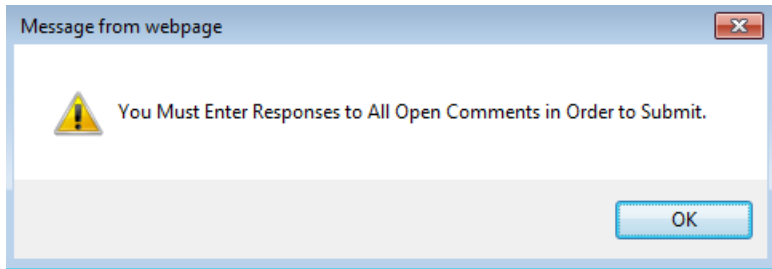 Message from webpage
You Must Enter Responses to All Open Comments in Order to Submit.
OK